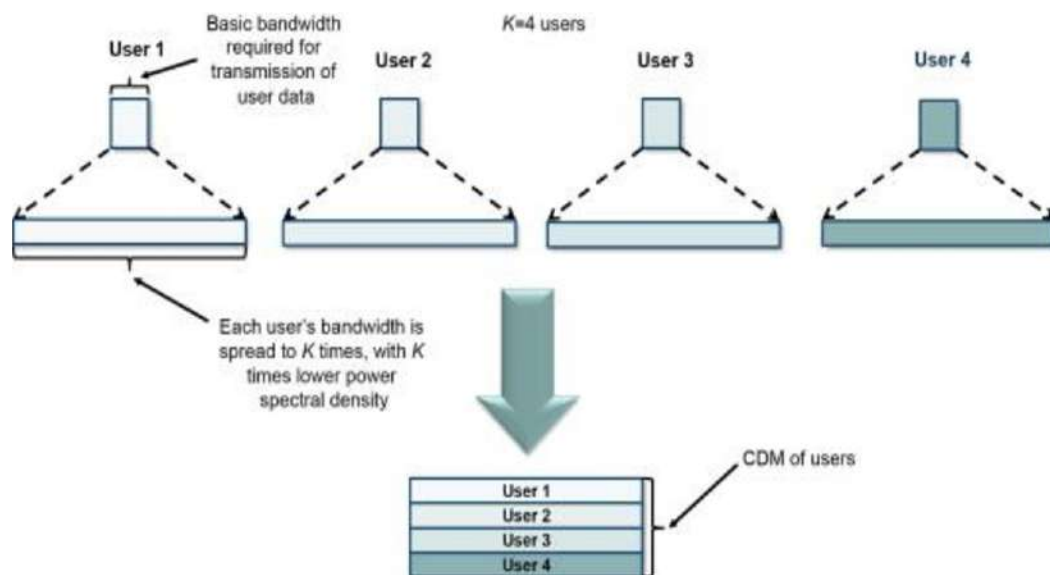 Basic bandwidth
required for
transmission of
user data
K=4 users
User 1
User 2
User 3
User 4
Each user's bandwidth is
spread to K times, with K
times lower power
spectral density
CDM of users
User 1
User 2
User 3
User 4